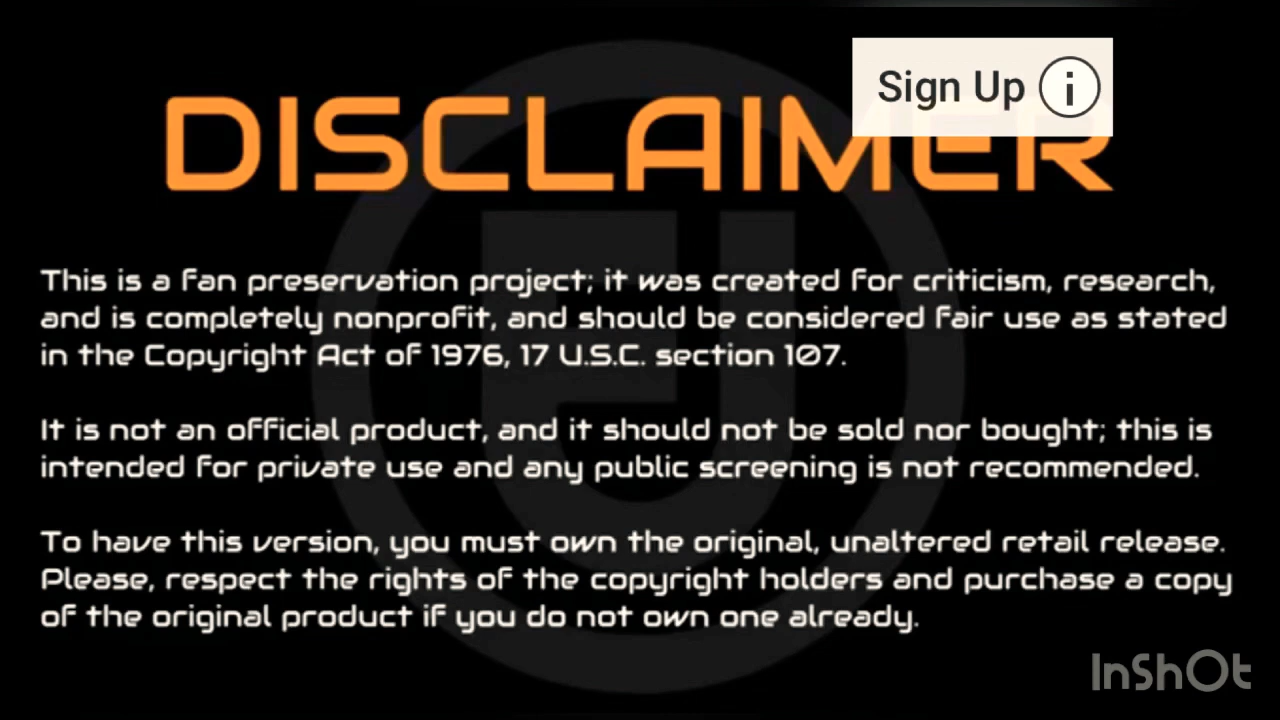 Sign Up i
DISCLAIMER
This is a fan preservation project; it was created for criticism, research,
and is completely nonprofit, and should be considered fair use as stated
in the Copyright Act of 1976, 17 U.S.C. section 107.
It is not an official product, and it should not be sold nor bought; this is
intended for private use and any public screening is not recommended.
To have this version, you must own the original, unaltered retail release.
Please, respect the rights of the copyright holders and purchase a copy
of the original product if you do not own one already.
InShOt